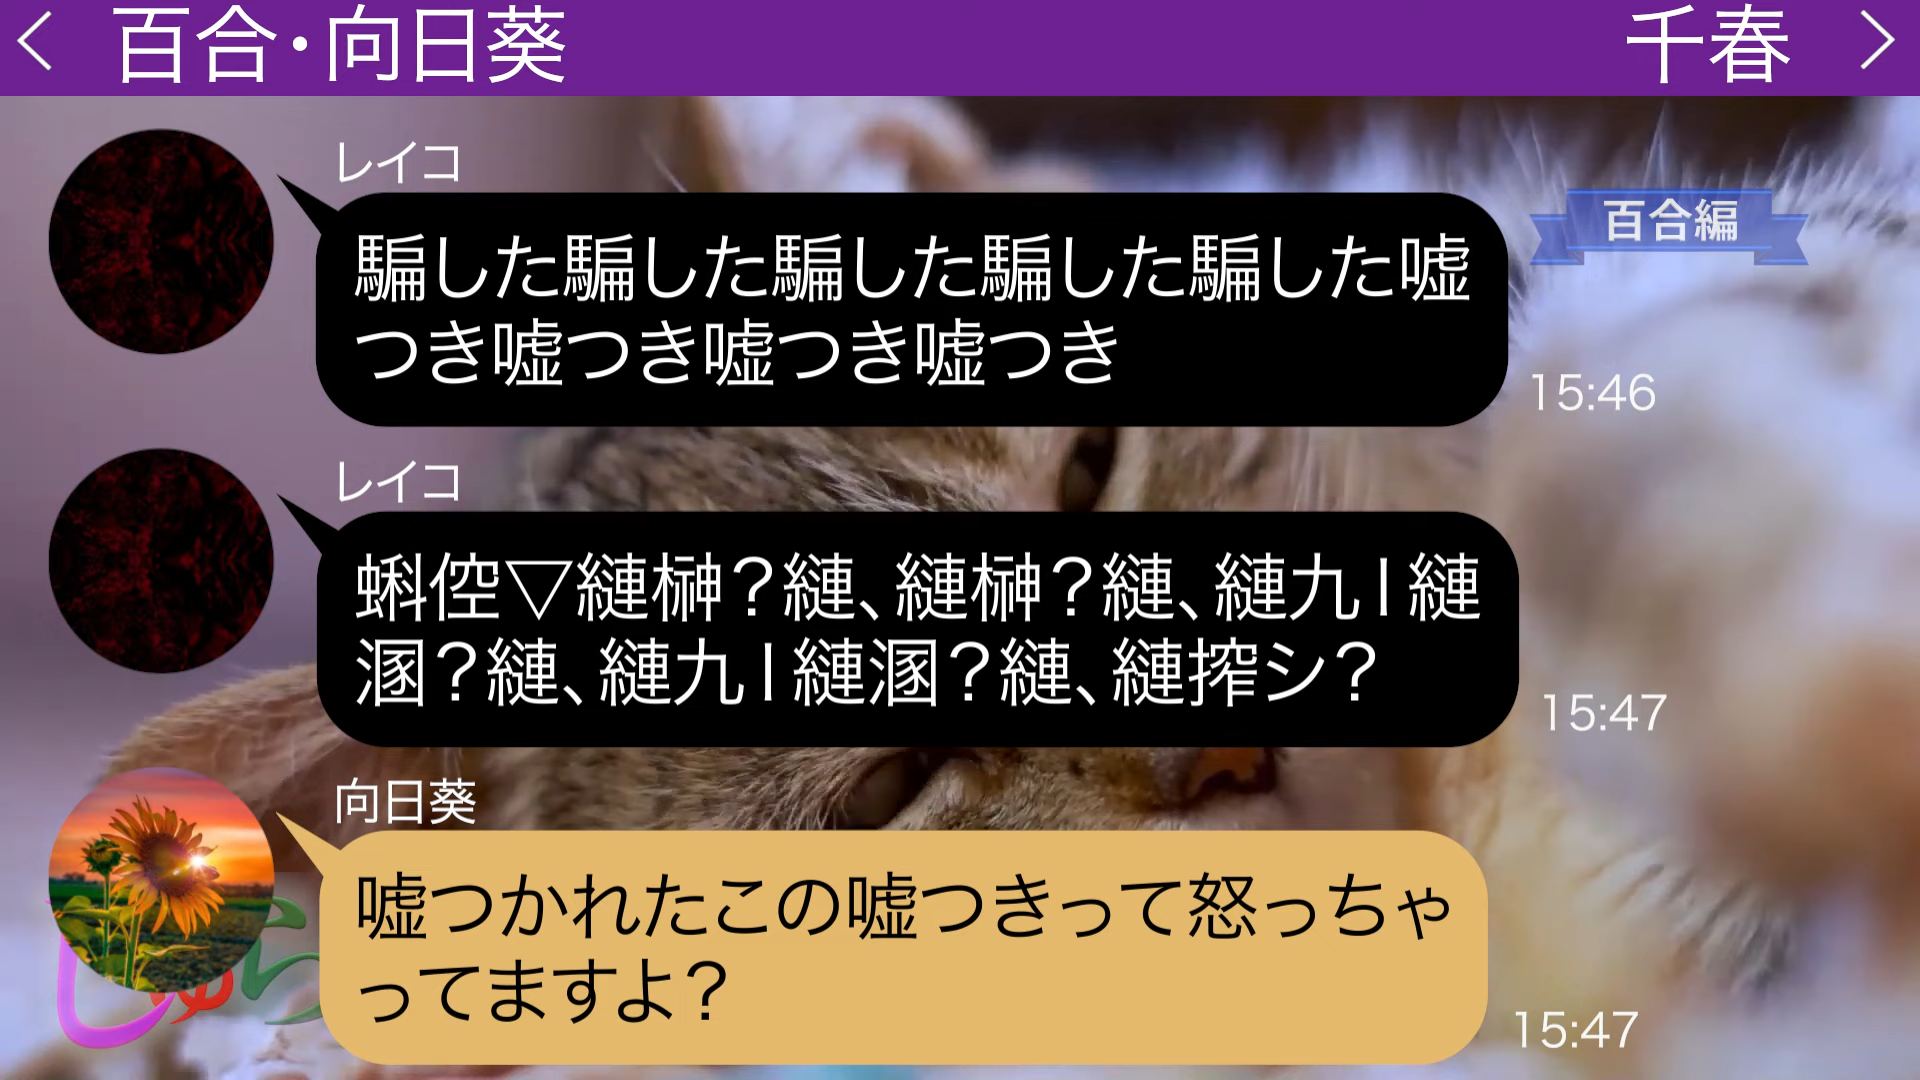 百合・向日葵
千春
レイコ
騙した騙した騙した騙した騙した嘘
つき嘘つき嘘つき嘘つき
百合編
15:46
レイコ
蝌倥▽縺榊？縺、縺榊？縺、縺九|縺
溷？縺、縺九|縺溷？縺、縺搾シ？
15:47
向日葵
嘘つかれたこの嘘つきって怒っちゃ
ってますよ？
15:47